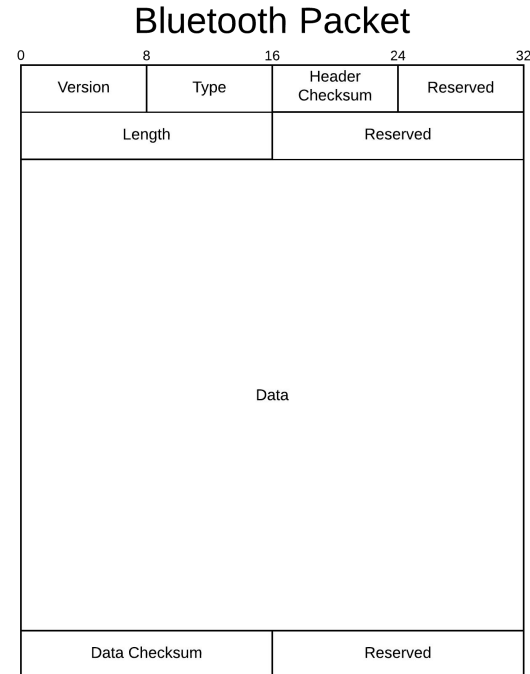 Bluetooth Packet
0 8 16 24 32
Version Type Header Checksum Reserved
Length Reserved
Data
Data Checksum Reserved